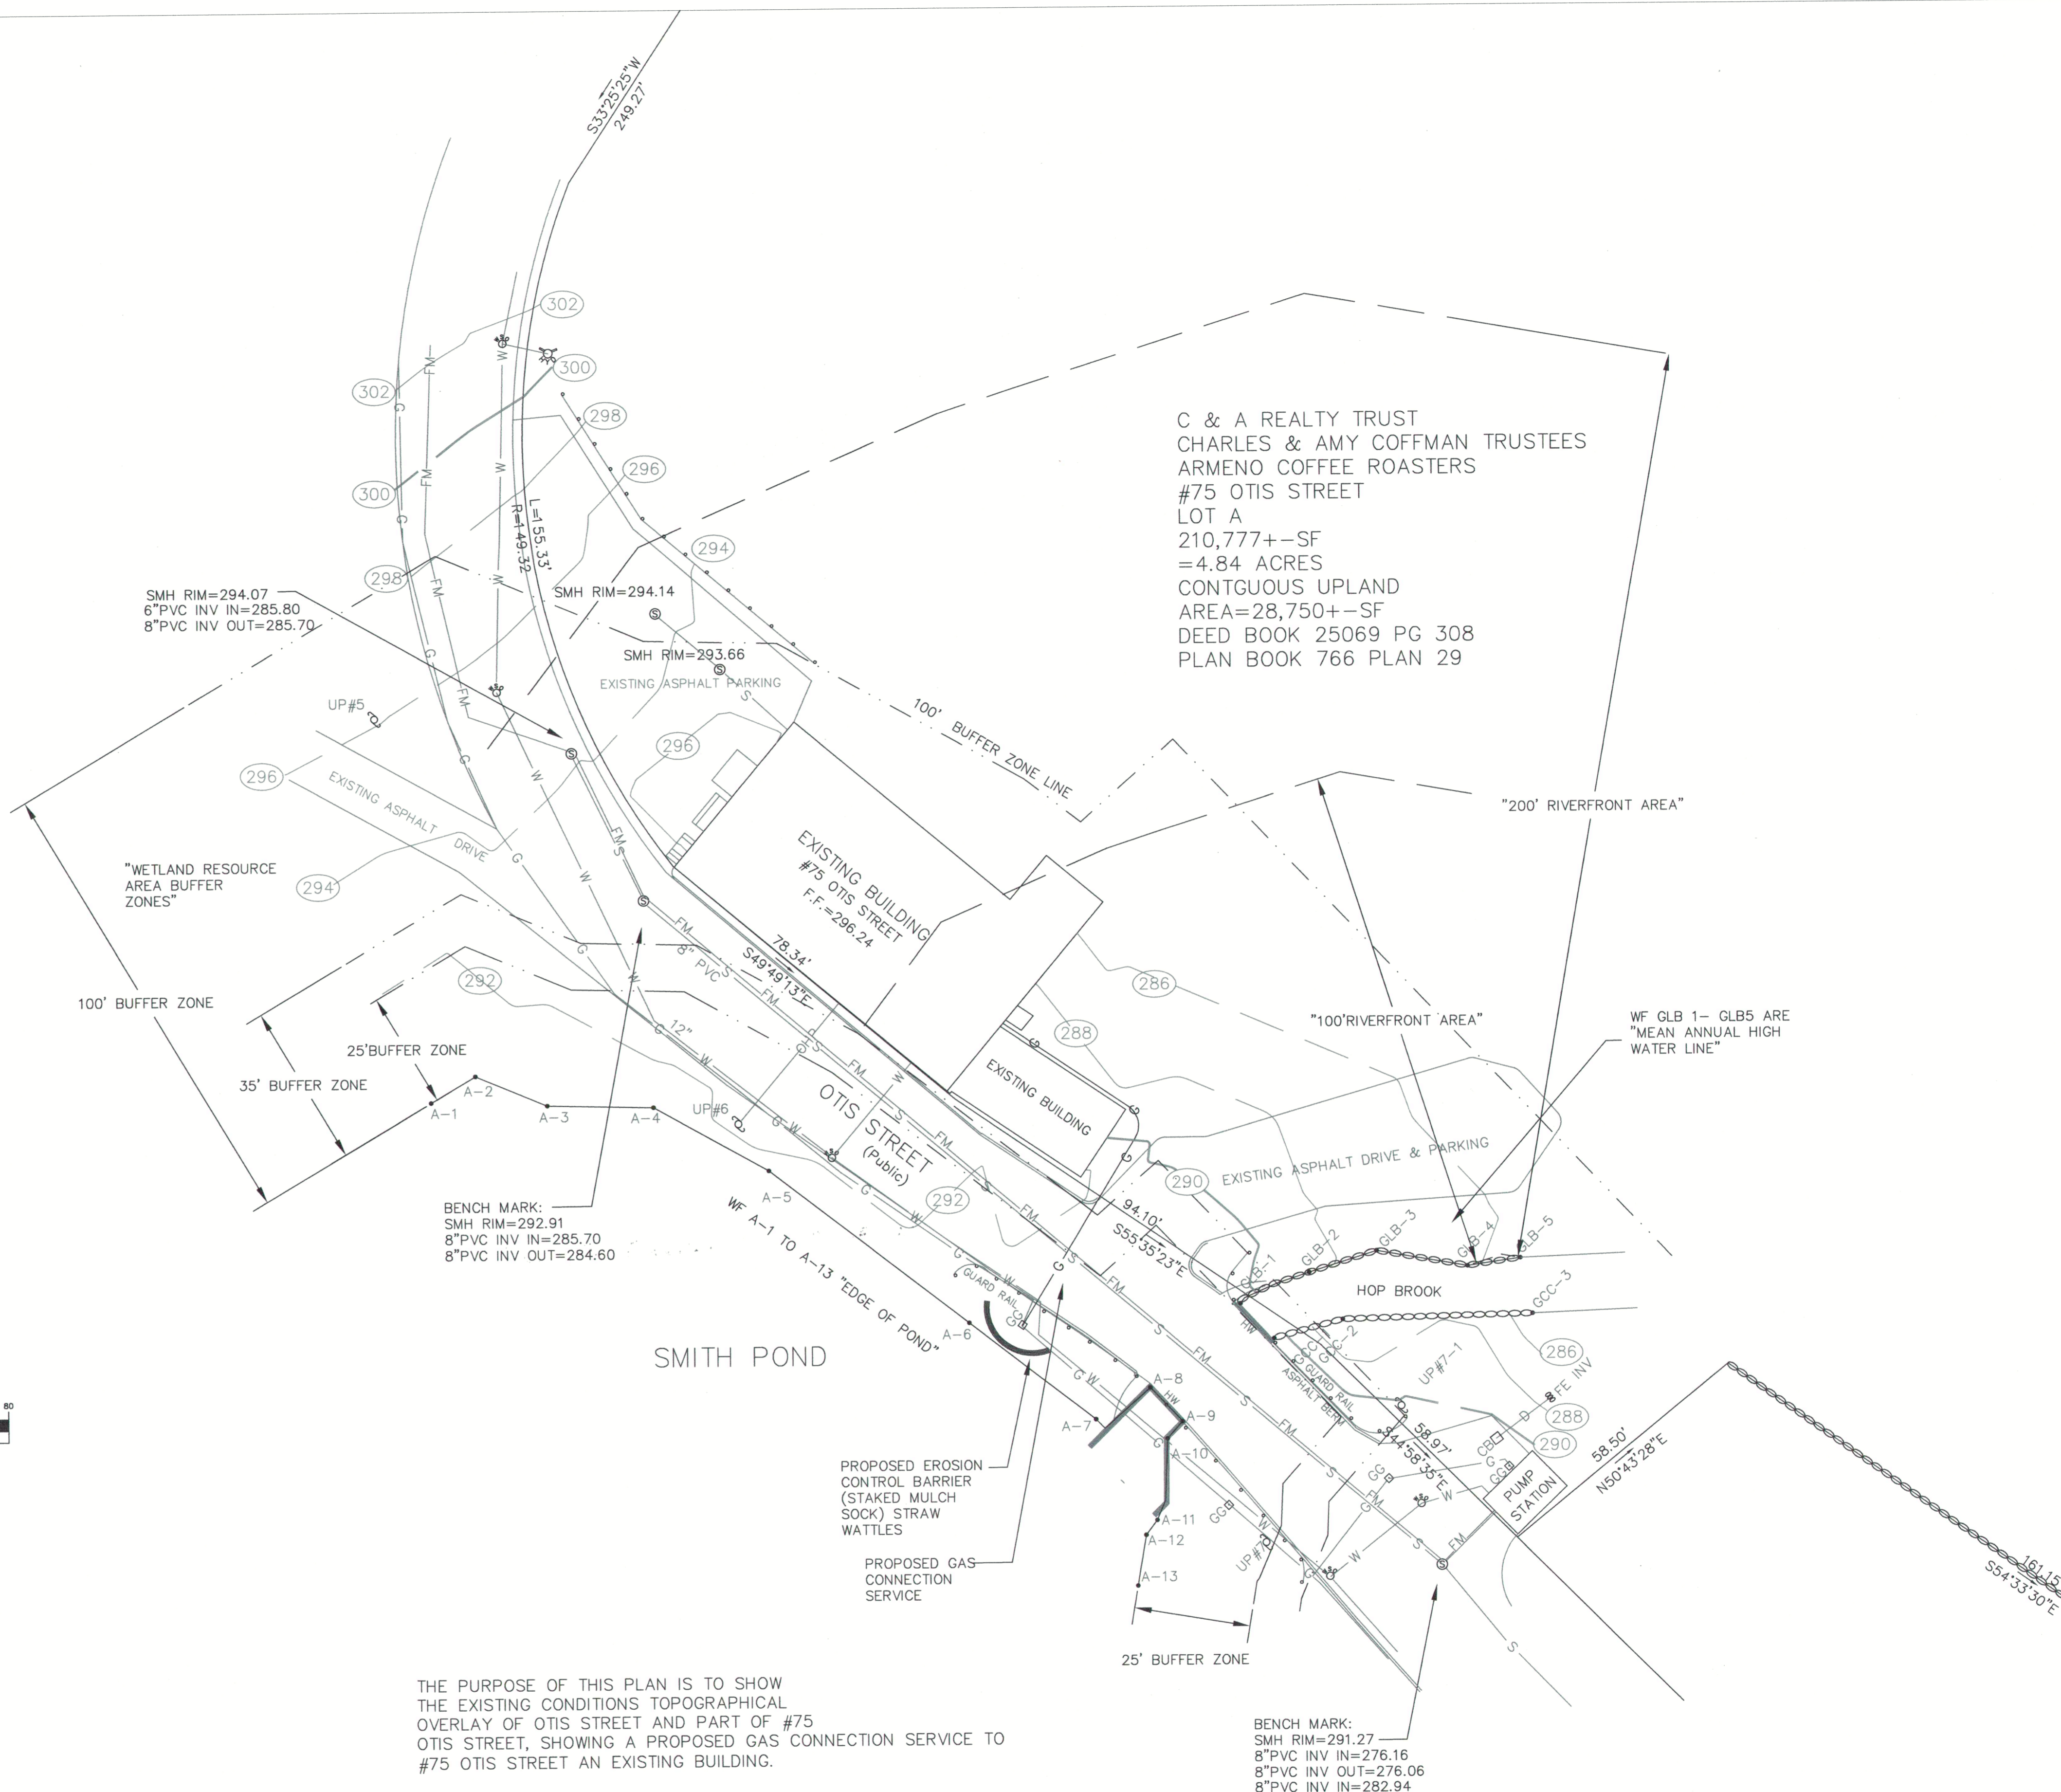 S33°25'25"W
249.27'
302
302
300
300
298
298
296
294
L=155.33'
R=149.32
FM
W
G
C & A REALTY TRUST
CHARLES & AMY COFFMAN TRUSTEES
ARMENO COFFEE ROASTERS
#75 OTIS STREET
LOT A
210,777+-SF
=4.84 ACRES
CONTGUOUS UPLAND
AREA=28,750+-SF
DEED BOOK 25069 PG 308
PLAN BOOK 766 PLAN 29
SMH RIM=294.07
6"PVC INV IN=285.80
8"PVC INV OUT=285.70
SMH RIM=294.14
SMH RIM=293.66
EXISTING ASPHALT PARKING
S
UP#5
296
296
100' BUFFER ZONE LINE
EXISTING ASPHALT
DRIVE
294
"200' RIVERFRONT AREA"
"WETLAND RESOURCE
AREA BUFFER
ZONES"
EXISTING BUILDING
#75 OTIS STREET
F.F.=296.24
FM
8" PVC
78.34'
S49°49'13"E
292
286
100' BUFFER ZONE
25'BUFFER ZONE
35' BUFFER ZONE
"100'RIVERFRONT AREA"
WF GLB 1- GLB5 ARE
"MEAN ANNUAL HIGH
WATER LINE"
288
12"
A-1
A-2
A-3
A-4
A-5
UP#6
OTIS STREET
(Public)
EXISTING BUILDING
EXISTING ASPHALT DRIVE & PARKING
290
292
BENCH MARK:
SMH RIM=292.91
8"PVC INV IN=285.70
8"PVC INV OUT=284.60
WF A-1 TO A-13 "EDGE OF POND"
94.10'
S55°35'23"E
GLB-1
GLB-2
GLB-3
GLB-4
GLB-5
HOP BROOK
GCC-3
GCC-2
HW
GUARD RAIL
GG
A-6
SMITH POND
GUARD RAIL
ASPHALT BERM
UP#7-1
286
FE INV
D
288
CB
290
A-7
A-8
HW
A-9
A-10
A-11
A-12
A-13
58.97'
S44°58'35"E
GG
GG
GG
PUMP
STATION
58.50'
N50°43'28"E
161.15
S54°33'30"E
UP#7
80
PROPOSED EROSION
CONTROL BARRIER
(STAKED MULCH
SOCK) STRAW
WATTLES
PROPOSED GAS
CONNECTION
SERVICE
25' BUFFER ZONE
THE PURPOSE OF THIS PLAN IS TO SHOW
THE EXISTING CONDITIONS TOPOGRAPHICAL
OVERLAY OF OTIS STREET AND PART OF #75
OTIS STREET, SHOWING A PROPOSED GAS CONNECTION SERVICE TO
#75 OTIS STREET AN EXISTING BUILDING.
BENCH MARK:
SMH RIM=291.27
8"PVC INV IN=276.16
8"PVC INV OUT=276.06
8"PVC INV IN=282.94